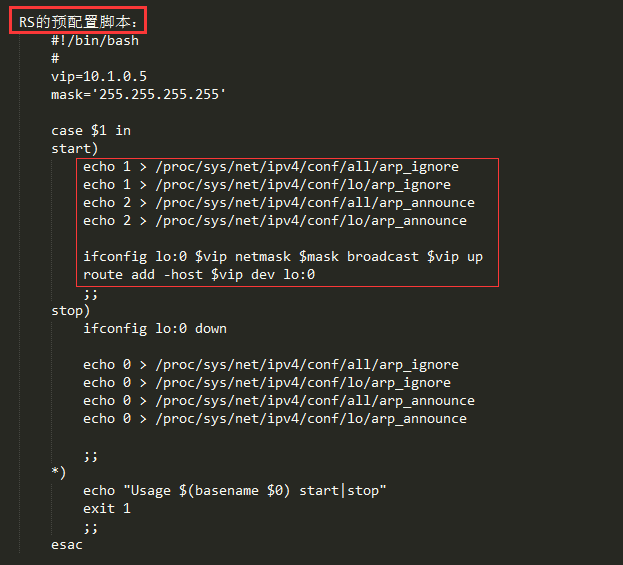 RS的预配置脚本:
#!/bin/bash
#
vip=10.1.0.5
mask='255.255.255.255'
case $1 in
start)
echo 1 > /proc/sys/net/ipv4/conf/all/arp_ignore
echo 1 > /proc/sys/net/ipv4/conf/lo/arp_ignore
echo 2 > /proc/sys/net/ipv4/conf/all/arp_announce
echo 2 > /proc/sys/net/ipv4/conf/lo/arp_announce
ifconfig lo:0 $vip netmask $mask broadcast $vip up
route add -host $vip dev lo:0
;;
stop)
ifconfig lo:0 down
echo 0 > /proc/sys/net/ipv4/conf/all/arp_ignore
echo 0 > /proc/sys/net/ipv4/conf/lo/arp_ignore
echo 0 > /proc/sys/net/ipv4/conf/all/arp_announce
echo 0 > /proc/sys/net/ipv4/conf/lo/arp_announce
;;
*)
echo "Usage $(basename $0) start|stop"
exit 1
;;
esac